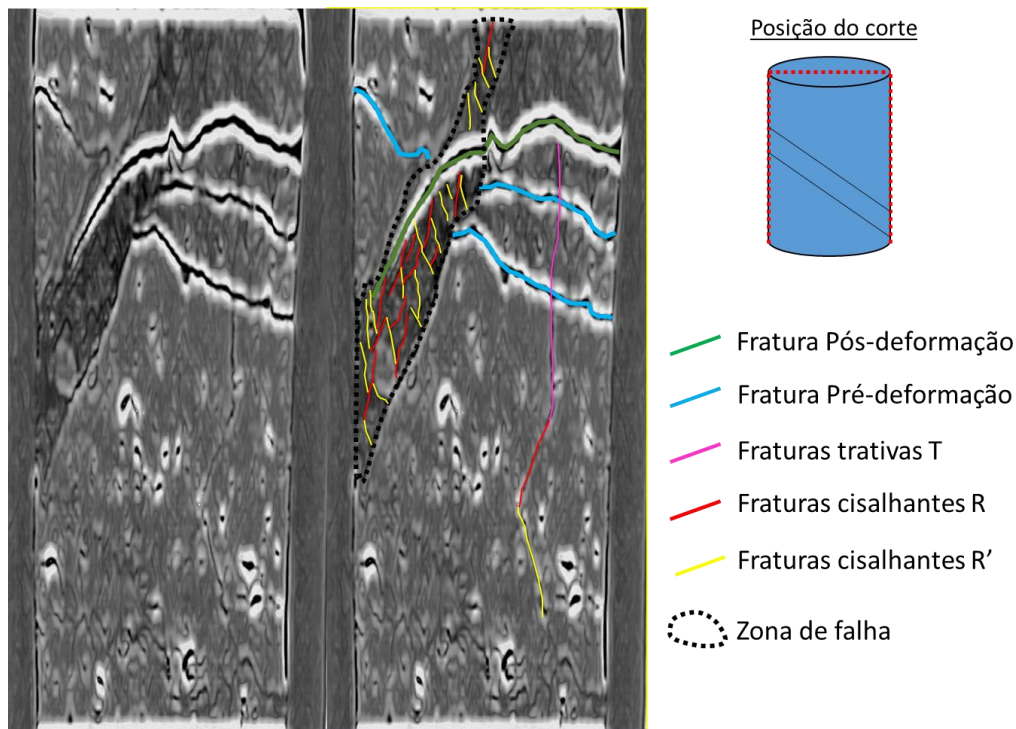 Posição do corte
Fratura Pós-deformação
Fratura Pré-deformação
Fraturas trativas T
Fraturas cisalhantes R
Fraturas cisalhantes R’
Zona de falha